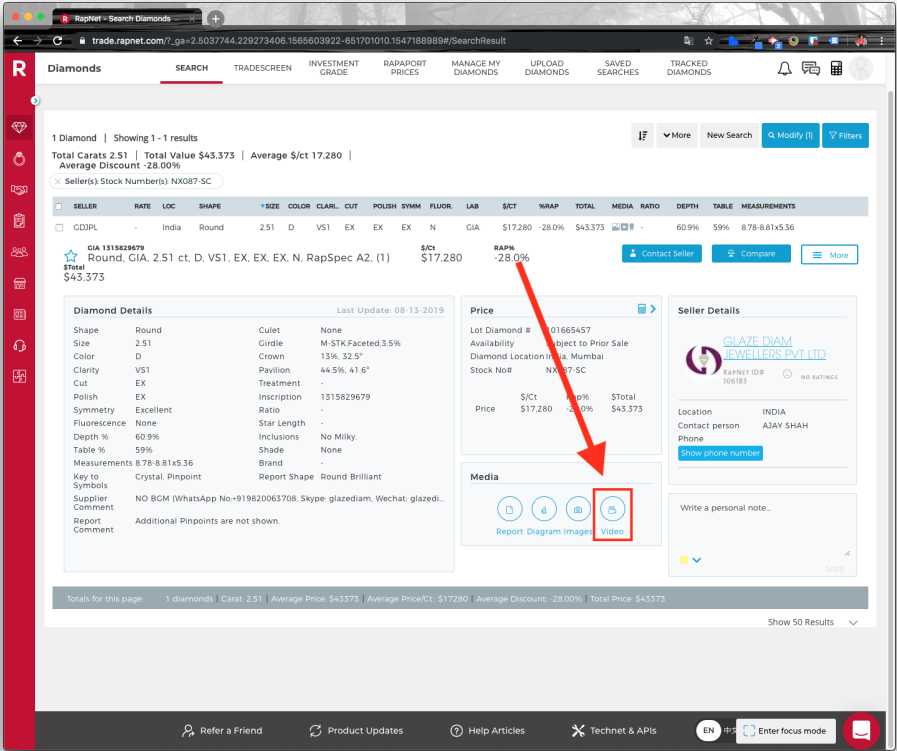 RapNet - Search Diamonds
trade.rapnet.com/?_ga=2.5037744.229273406.1565603922-651701010.1547188989#/SearchResult
R
Diamonds
SEARCH
TRADESCREEN
INVESTMENT GRADE
RAPAPORT PRICES
MANAGE MY DIAMONDS
UPLOAD DIAMONDS
SAVED SEARCHES
TRACKED DIAMONDS
1 Diamond | Showing 1 - 1 results
More
New Search
Modify (1)
Filters
Total Carats 2.51 | Total Value $43,373 | Average $/ct 17,280 |
Average Discount -28.00%
× Seller(s): Stock Number(s): NX087-SC
SELLER RATE LOC SHAPE ▼SIZE COLOR CLARI.. CUT POLISH SYMM FLUOR. LAB $/CT %RAP TOTAL MEDIA RATIO DEPTH TABLE MEASUREMENTS
GDJPL - India Round 2.51 D VS1 EX EX EX N GIA $17,280 -28.0% $43,373 - 60.9% 59% 8.78-8.81x5.36
GIA 1315829679
Round, GIA, 2.51 ct, D, VS1, EX, EX, EX, N, RapSpec A2, (1)
$/Ct
$17,280
RAP%
-28.0%
Contact Seller
Compare
More
$Total
$43,373
Diamond Details
Last Update: 08-13-2019
Shape Round Culet None
Size 2.51 Girdle M-STK,Faceted,3.5%
Color D Crown 13%, 32.5°
Clarity VS1 Pavilion 44.5%, 41.6°
Cut EX Treatment -
Polish EX Inscription 1315829679
Symmetry Excellent Ratio -
Fluorescence None Star Length -
Depth % 60.9% Inclusions No Milky.
Table % 59% Shade None
Measurements 8.78-8.81x5.36 Brand -
Key to Symbols Crystal, Pinpoint Report Shape Round Brilliant
Supplier Comment NO BGM (WhatsApp No:+919820063708, Skype: glazediam, Wechat: glazedi...
Report Comment Additional Pinpoints are not shown.
Price
Lot Diamond # 101665457
Availability Subject to Prior Sale
Diamond Location India, Mumbai
Stock No# NX087-SC
$/Ct Rap% $Total
Price $17,280 -28.0% $43,373
Media
Report Diagram Images Video
Seller Details
GLAZE DIAM
JEWELLERS PVT LTD
RAPNET ID#
106183
NO RATINGS
Location INDIA
Contact person AJAY SHAH
Phone
Show phone number
Write a personal note...
SAVE
Totals for this page: 1 diamonds | Carat: 2.51 | Average Price: $43373 | Average Price/Ct.: $17280 | Average Discount: -28.00% | Total Price: $43373
Show 50 Results
Refer a Friend
Product Updates
Help Articles
Technet & APIs
EN
中文
Enter focus mode